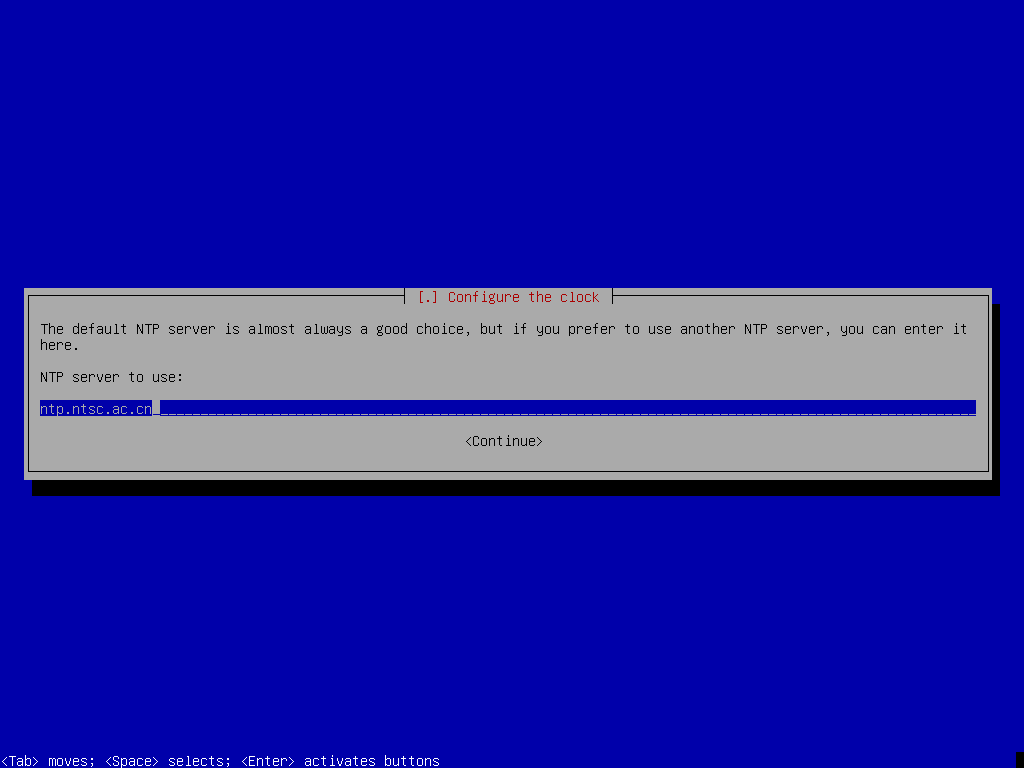 [.] Configure the clock
The default NTP server is almost always a good choice, but if you prefer to use another NTP server, you can enter it
here.
NTP server to use:
ntp.ntsc.ac.cn
<Continue>
<Tab> moves; <Space> selects; <Enter> activates buttons